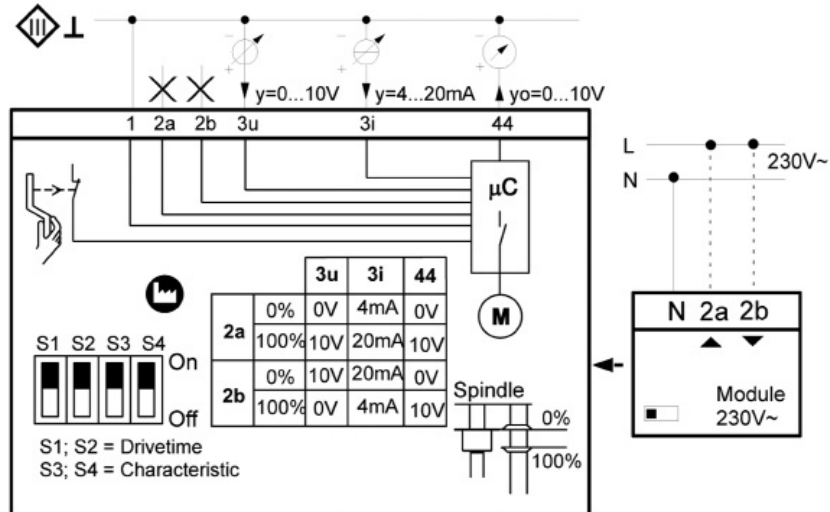 III ⊥
y=0...10V y=4...20mA yo=0...10V
1 2a 2b 3u 3i 44
L
230V~
N
µC
3u 3i 44
2a 0% 0V 4mA 0V
100% 10V 20mA 10V
2b 0% 10V 20mA 0V
100% 0V 4mA 10V
M
S1 S2 S3 S4
On
Off
S1; S2 = Drivetime
S3; S4 = Characteristic
Spindle
0%
100%
N 2a 2b
Module
230V~